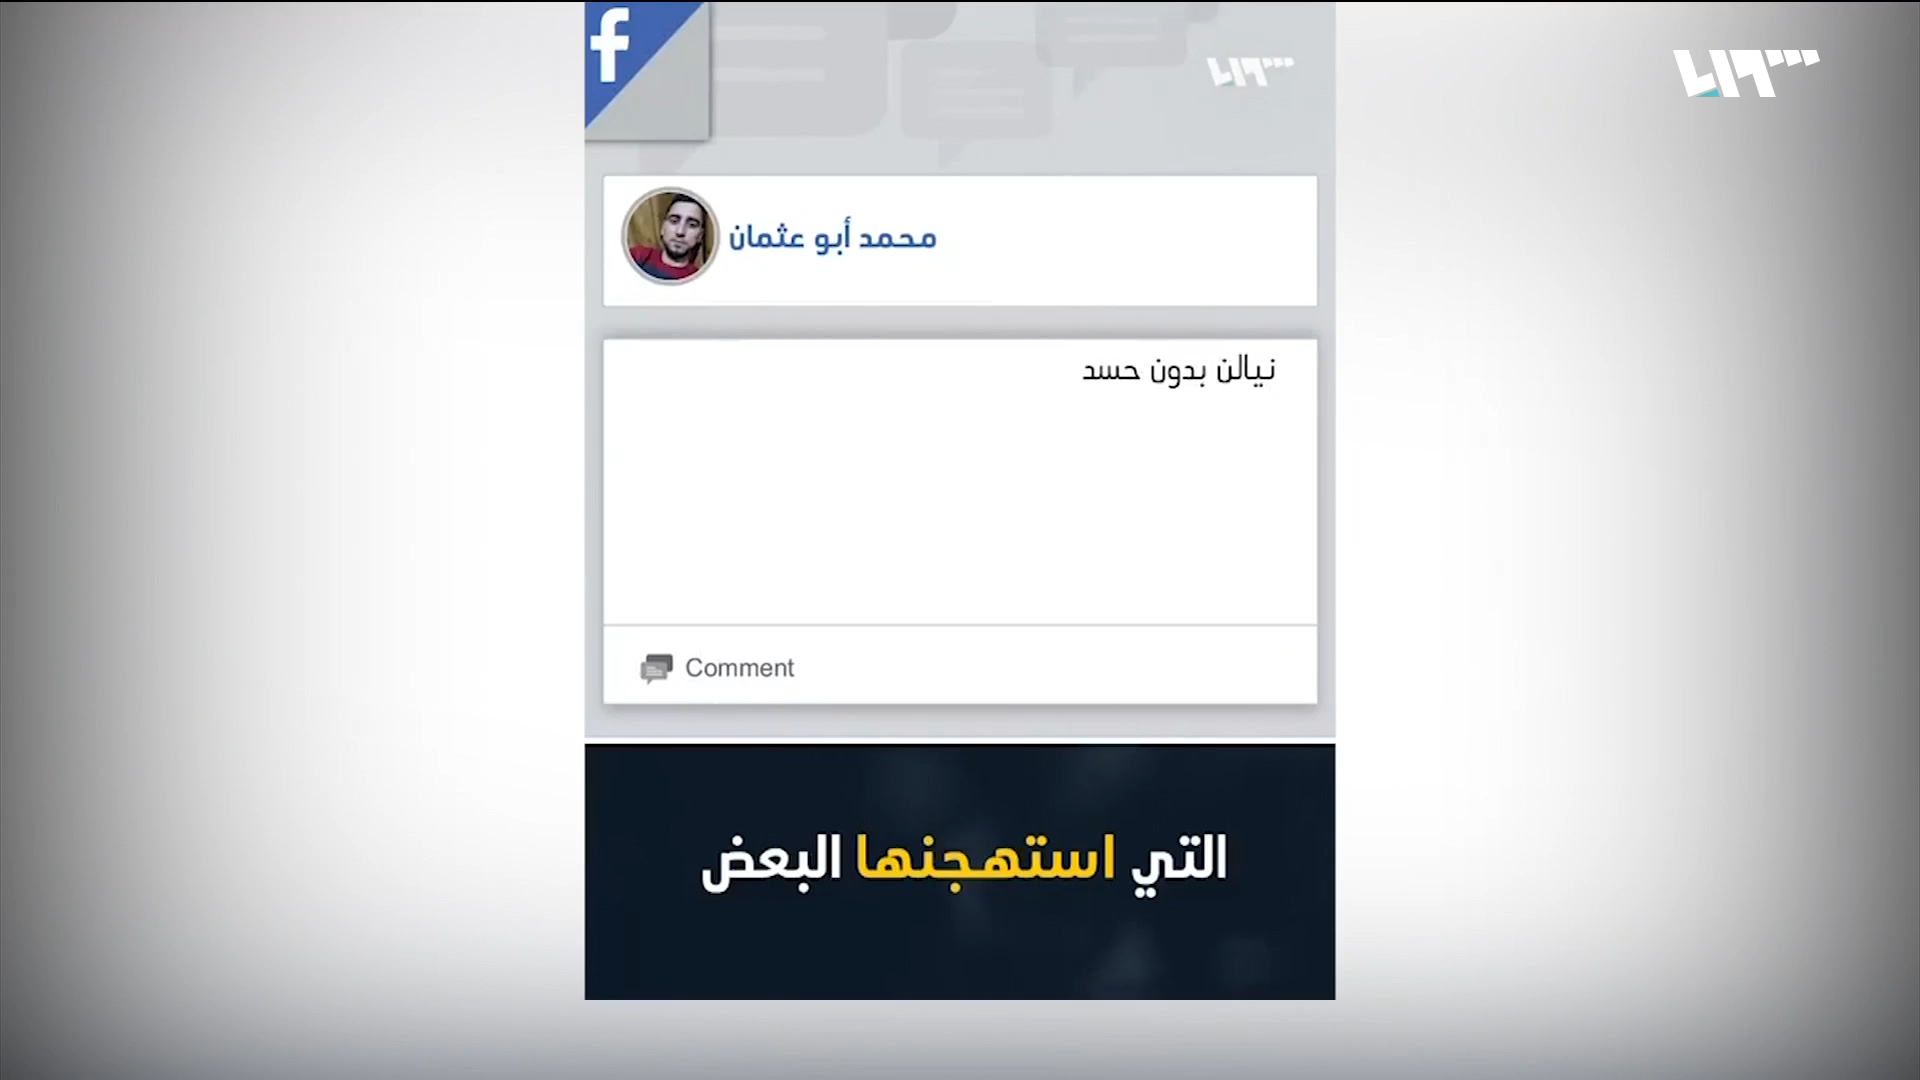 محمد أبو عثمان
نيالن بدون حسد
Comment
التي استهجنها البعض